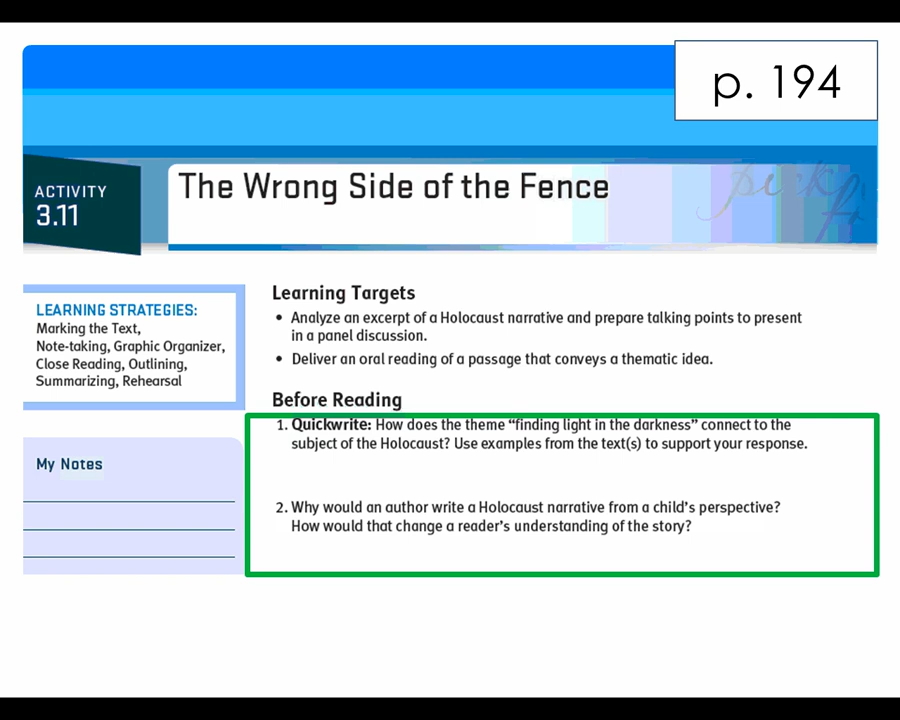 p. 194
ACTIVITY
3.11
The Wrong Side of the Fence
LEARNING STRATEGIES:
Marking the Text,
Note-taking, Graphic Organizer,
Close Reading, Outlining,
Summarizing, Rehearsal
My Notes
Learning Targets
• Analyze an excerpt of a Holocaust narrative and prepare talking points to present
in a panel discussion.
• Deliver an oral reading of a passage that conveys a thematic idea.
Before Reading
1. Quickwrite: How does the theme “finding light in the darkness” connect to the
subject of the Holocaust? Use examples from the text(s) to support your response.
2. Why would an author write a Holocaust narrative from a child’s perspective?
How would that change a reader’s understanding of the story?